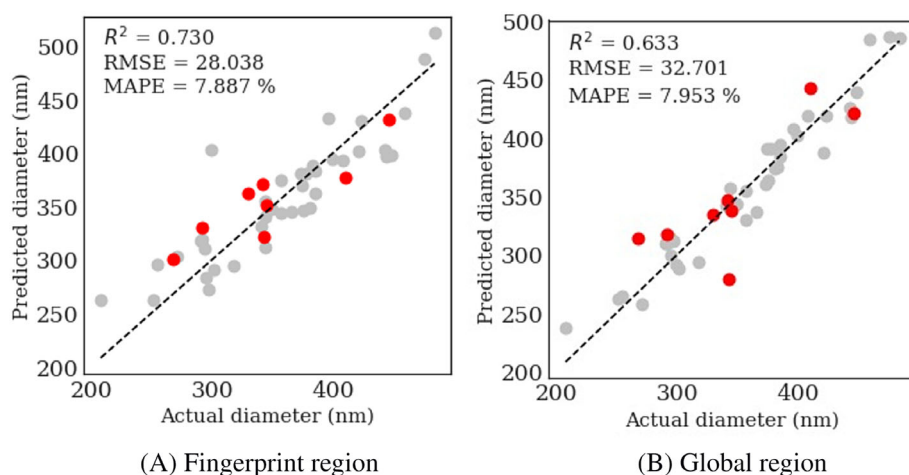 R² = 0.730
RMSE = 28.038
MAPE = 7.887 %
500
450
400
350
300
250
200
Predicted diameter (nm)
200 300 400
Actual diameter (nm)
(A) Fingerprint region
R² = 0.633
RMSE = 32.701
MAPE = 7.953 %
500
450
400
350
300
250
200
Predicted diameter (nm)
200 300 400
Actual diameter (nm)
(B) Global region